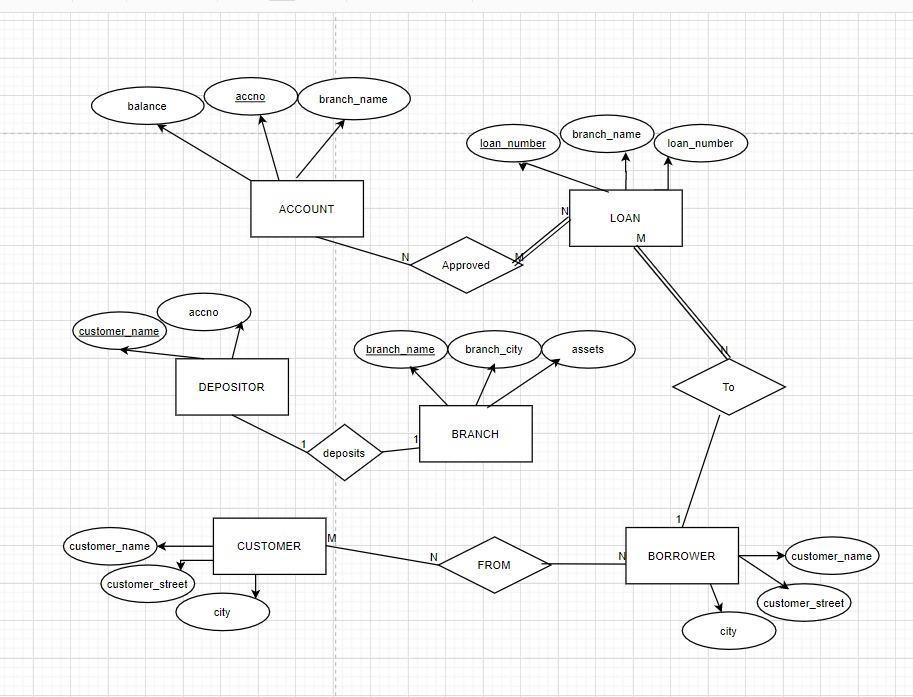 balance
accno
branch_name
ACCOUNT
loan_number
branch_name
loan_number
LOAN
N
M
N
Approved
M
customer_name
accno
DEPOSITOR
branch_name
branch_city
assets
BRANCH
N
To
1
deposits
1
1
customer_name
customer_street
city
CUSTOMER
M
N
FROM
N
BORROWER
customer_name
customer_street
city